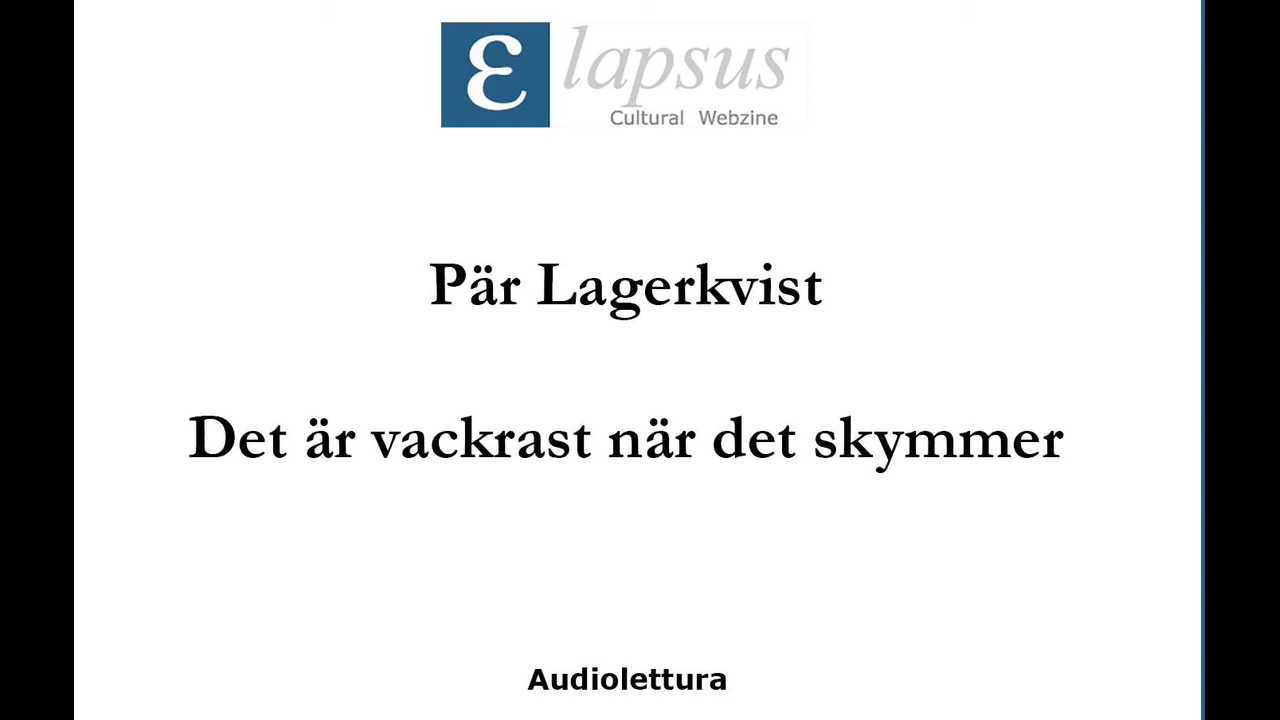 ε lapsus
Cultural Webzine
Pär Lagerkvist
Det är vackrast när det skymmer
Audiolettura